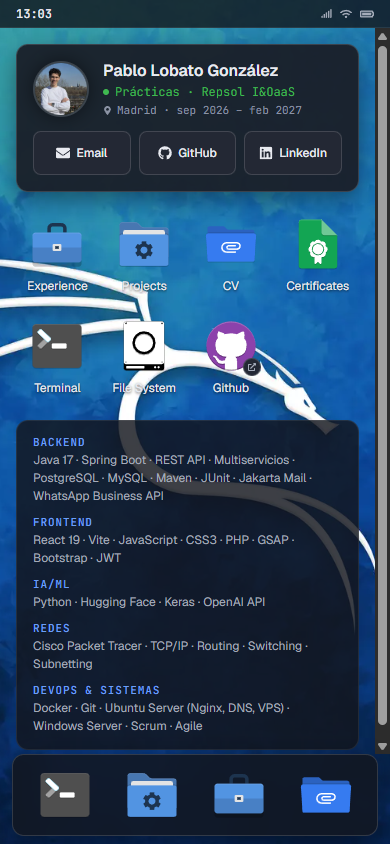 13:03
Pablo Lobato González
Prácticas · Repsol I&OaaS
Madrid · sep 2026 – feb 2027
Email
GitHub
LinkedIn
Experience
Projects
CV
Certificates
Terminal
File System
Github
BACKEND
Java 17 · Spring Boot · REST API · Multiservicios ·
PostgreSQL · MySQL · Maven · JUnit · Jakarta Mail ·
WhatsApp Business API
FRONTEND
React 19 · Vite · JavaScript · CSS3 · PHP · GSAP ·
Bootstrap · JWT
IA/ML
Python · Hugging Face · Keras · OpenAI API
REDES
Cisco Packet Tracer · TCP/IP · Routing · Switching ·
Subnetting
DEVOPS & SISTEMAS
Docker · Git · Ubuntu Server (Nginx, DNS, VPS) ·
Windows Server · Scrum · Agile